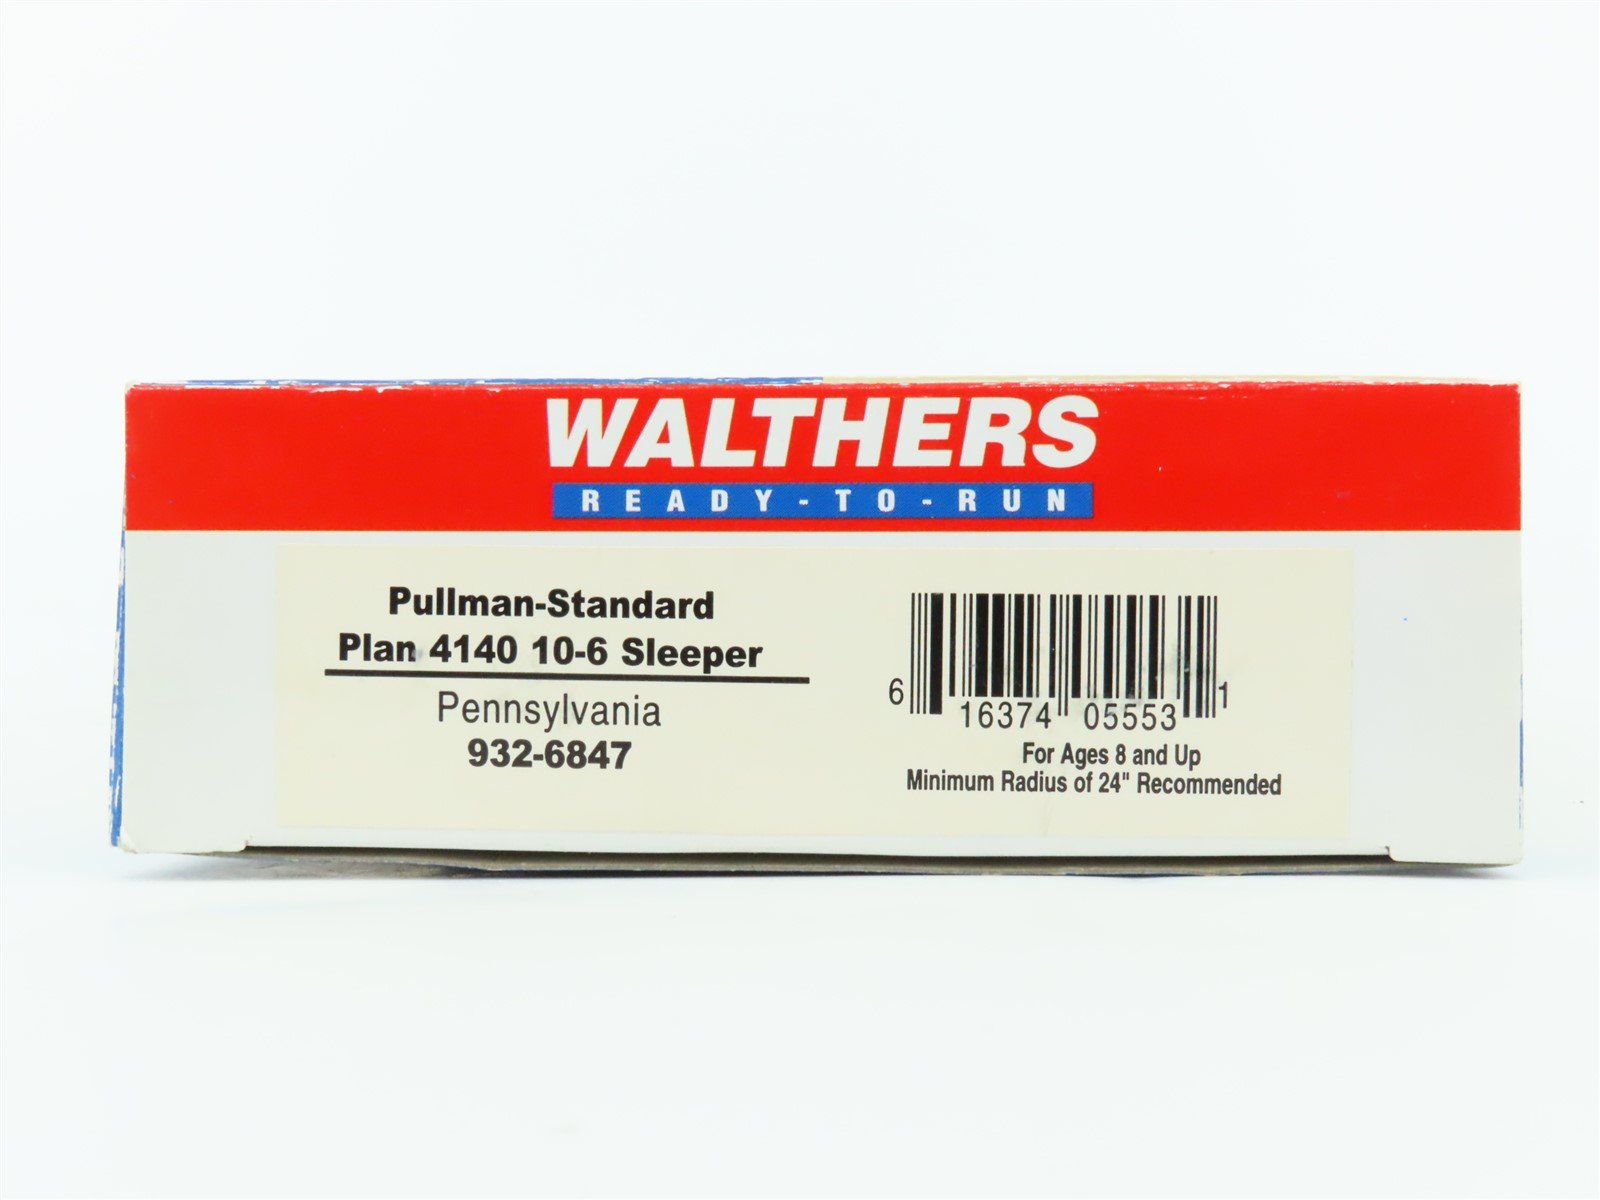 WALTHERS
READY-TO-RUN
Pullman-Standard
Plan 4140 10-6 Sleeper
Pennsylvania
932-6847
6 16374 05553 1
For Ages 8 and Up
Minimum Radius of 24" Recommended